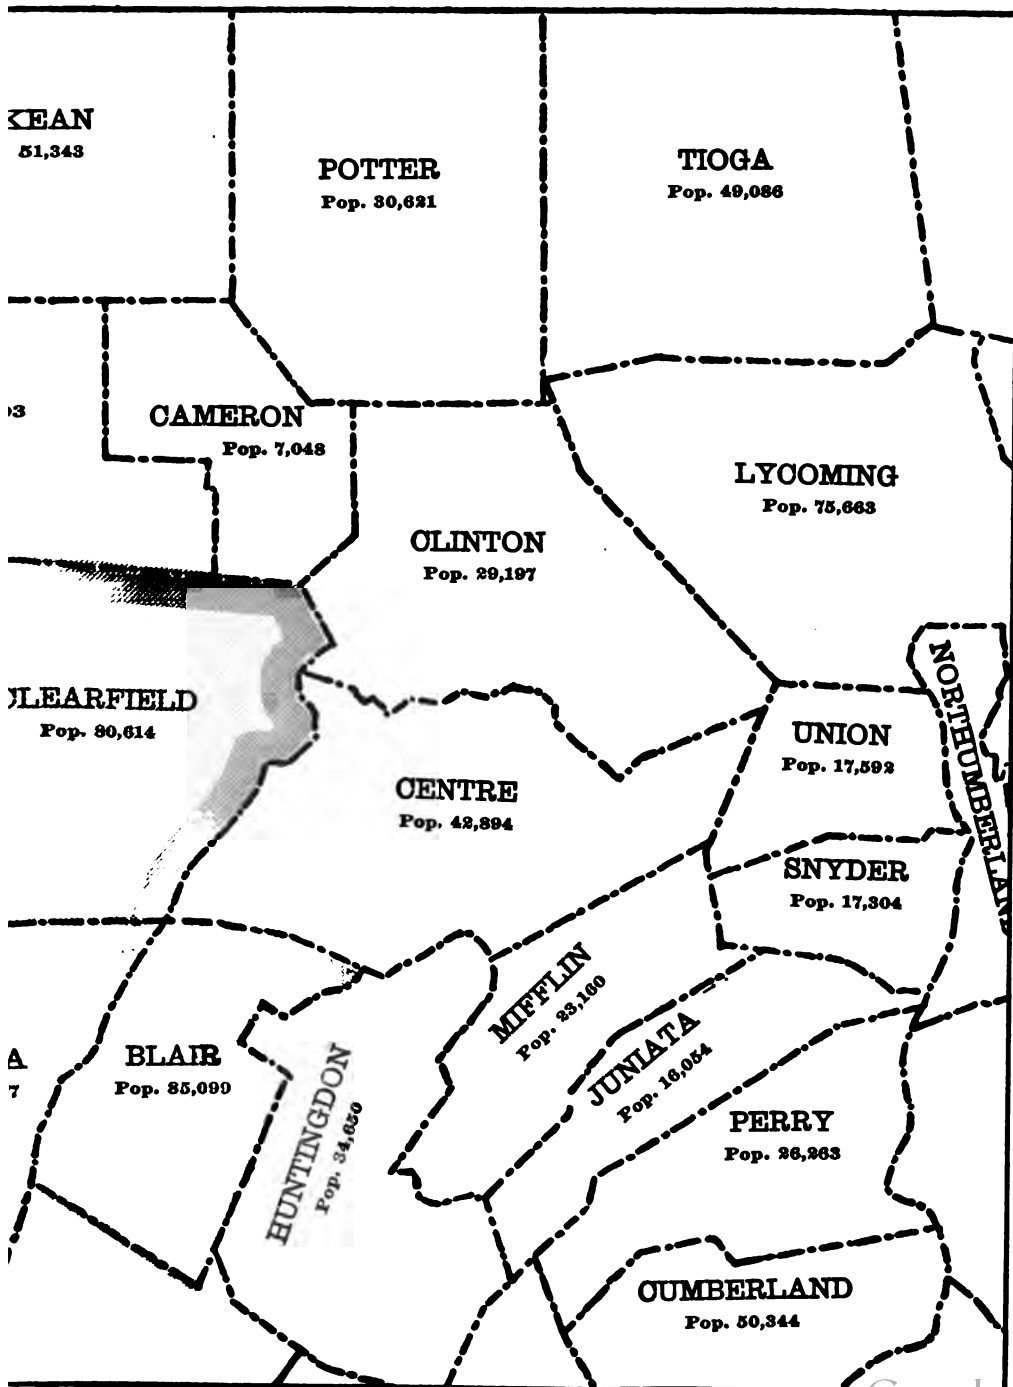 KEAN
51,343
POTTER
Pop. 30,621
TIOGA
Pop. 49,086
03
CAMERON
Pop. 7,048
LYCOMING
Pop. 75,663
CLINTON
Pop. 29,197
CLEARFIELD
Pop. 80,614
NORTHUMBERLAND
UNION
Pop. 17,592
CENTRE
Pop. 42,894
SNYDER
Pop. 17,304
MIFFLIN
Pop. 23,160
JUNIATA
Pop. 16,054
A
7
BLAIR
Pop. 85,099
HUNTINGDON
Pop. 34,650
PERRY
Pop. 26,263
CUMBERLAND
Pop. 50,344